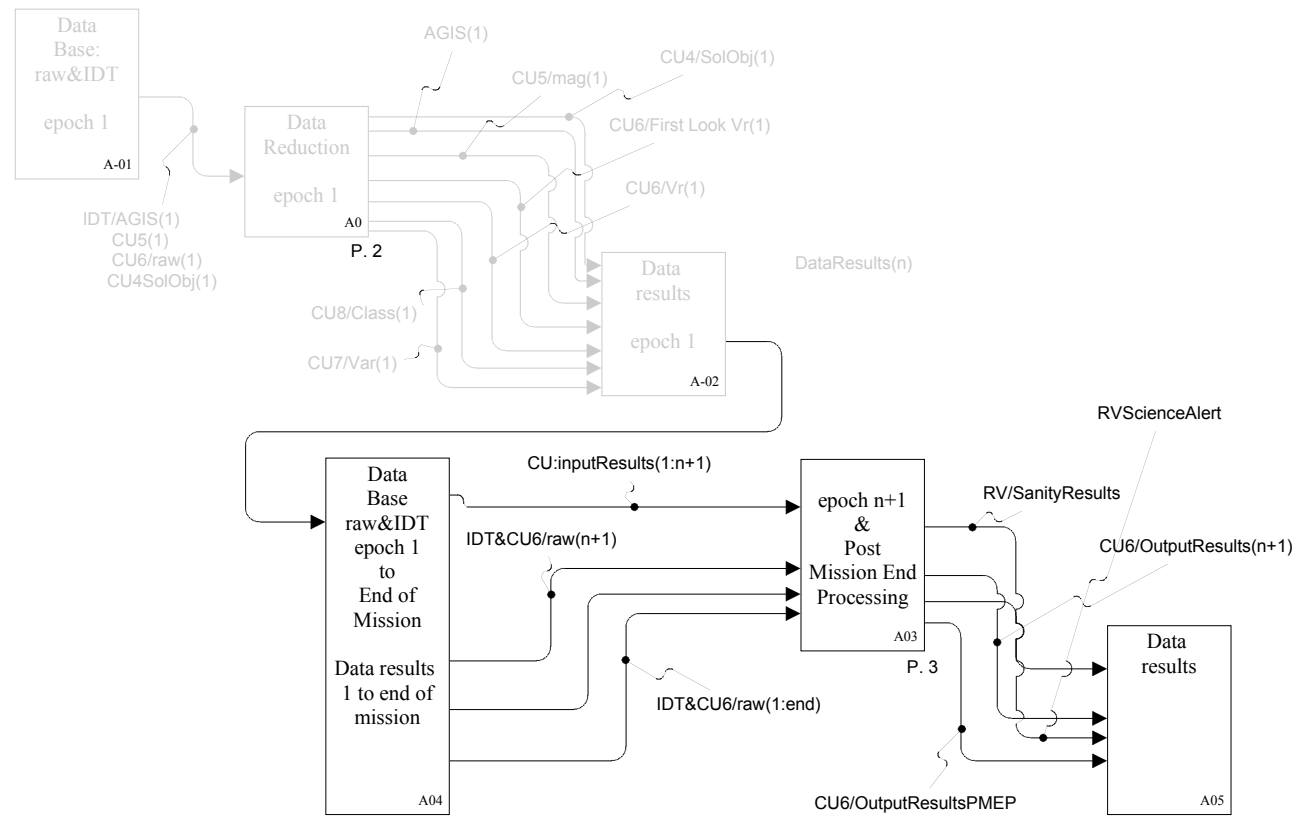 Data
Base:
raw&IDT
epoch 1
A-01
IDT/AGIS(1)
CU5(1)
CU6/raw(1)
CU4SolObj(1)
Data
Reduction
epoch 1
A0
P. 2
AGIS(1)
CU5/mag(1)
CU4/SolObj(1)
CU6/First Look Vr(1)
CU6/Vr(1)
CU8/Class(1)
CU7/Var(1)
Data
results
epoch 1
A-02
DataResults(n)
Data
Base
raw&IDT
epoch 1
to
End of
Mission
Data results
1 to end of
mission
A04
CU:inputResults(1:n+1)
IDT&CU6/raw(n+1)
IDT&CU6/raw(1:end)
epoch n+1
&
Post
Mission End
Processing
A03
P. 3
RVScienceAlert
RV/SanityResults
CU6/OutputResults(n+1)
CU6/OutputResultsPMEP
Data
results
A05